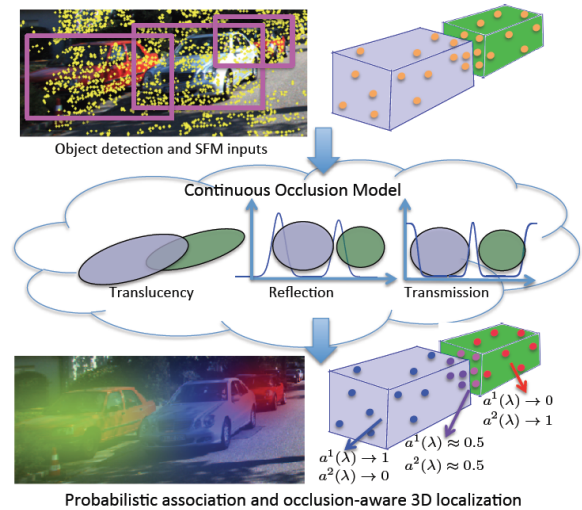 Object detection and SFM inputs
Continuous Occlusion Model
Translucency
Reflection
Transmission
a¹(λ) → 0
a²(λ) → 1
a¹(λ) ≈ 0.5
a²(λ) ≈ 0.5
a¹(λ) → 1
a²(λ) → 0
Probabilistic association and occlusion-aware 3D localization